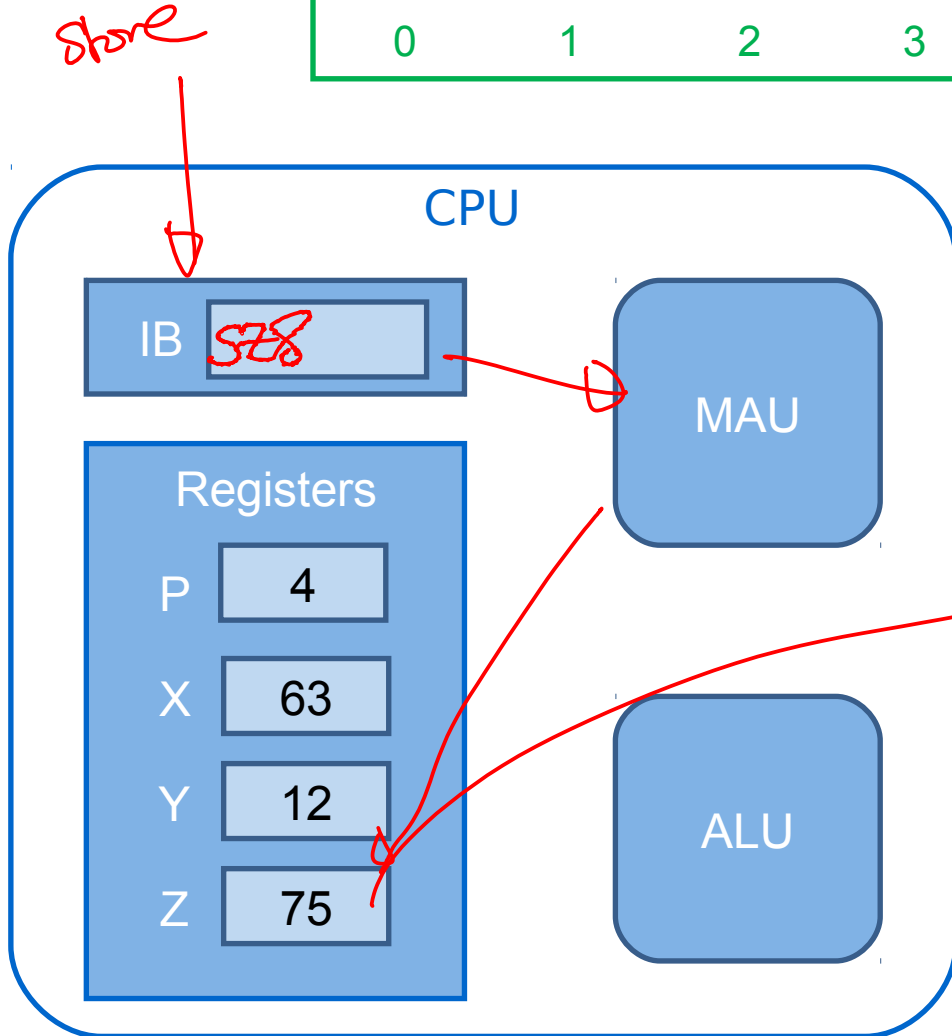 store
0 1 2 3
CPU
IB SZ8
MAU
Registers
P 4
X 63
Y 12
ALU
Z 75